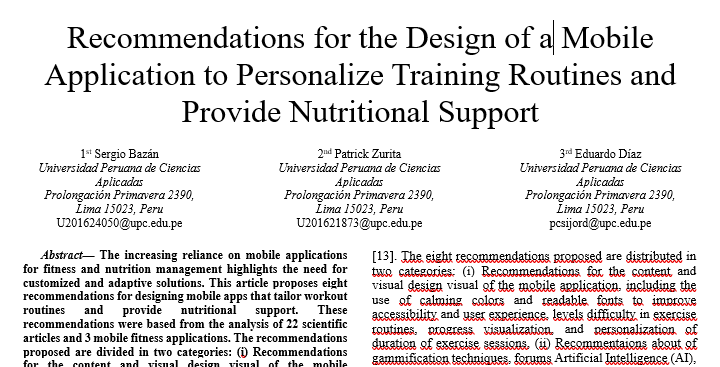 Recommendations for the Design of a Mobile
Application to Personalize Training Routines and
Provide Nutritional Support
1st Sergio Bazán
Universidad Peruana de Ciencias
Aplicadas
Prolongación Primavera 2390,
Lima 15023, Peru
U201624050@upc.edu.pe
2nd Patrick Zurita
Universidad Peruana de Ciencias
Aplicadas
Prolongación Primavera 2390,
Lima 15023, Peru
U201621873@upc.edu.pe
3rd Eduardo Díaz
Universidad Peruana de Ciencias
Aplicadas
Prolongación Primavera 2390,
Lima 15023, Peru
pcsijord@upc.edu.pe
Abstract— The increasing reliance on mobile applications
for fitness and nutrition management highlights the need for
customized and adaptive solutions. This article proposes eight
recommendations for designing mobile apps that tailor workout
routines and provide nutritional support. These
recommendations were based from the analysis of 22 scientific
articles and 3 mobile fitness applications. The recommendations
proposed are divided in two categories: (i) Recommendations
for the content and visual design visual of the mobile
[13]. The eight recommendations proposed are distributed in
two categories: (i) Recommendations for the content and
visual design visual of the mobile application, including the
use of calming colors and readable fonts to improve
accessibility and user experience, levels difficulty in exercise
routines, progress visualization, and personalization of
duration of exercise sessions, (ii) Recommentaions about of
gammification techniques, forums Artificial Intelligence (AI),